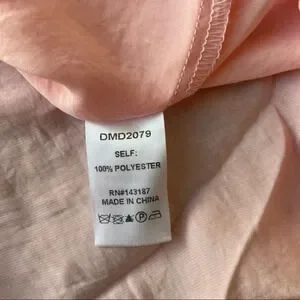 DMD2079
SELF:
100% POLYESTER
RN#143187
MADE IN CHINA